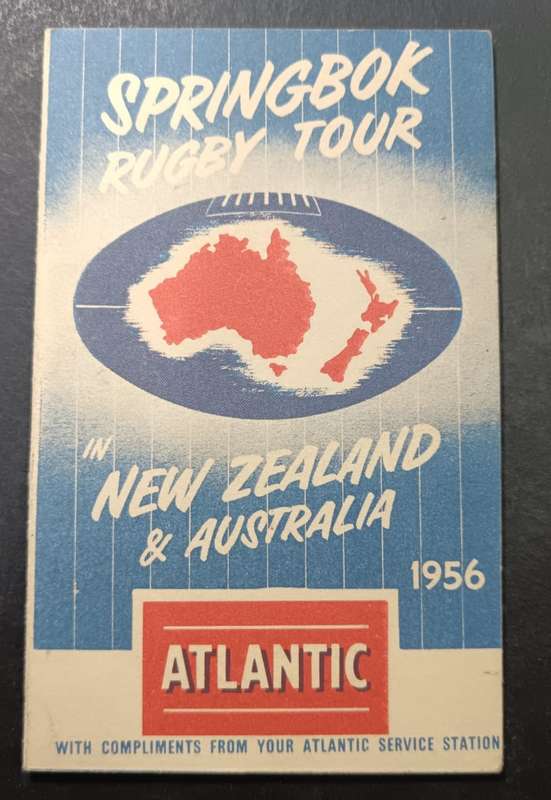 SPRINGBOK
RUGBY TOUR
IN
NEW ZEALAND
& AUSTRALIA
1956
ATLANTIC
WITH COMPLIMENTS FROM YOUR ATLANTIC SERVICE STATION